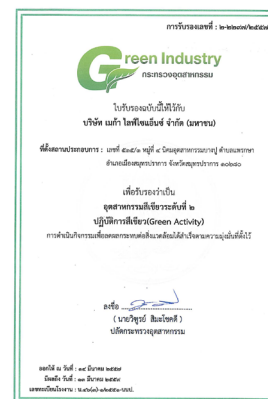 การรับรองเลขที่ : ๒-๒๒๓๗/๒๕๕๗
Green Industry
กระทรวงอุตสาหกรรม
ใบรับรองฉบับนี้ให้ไว้กับ
บริษัท เมก้า ไลฟ์ไซแอ็นซ์ จำกัด (มหาชน)
ที่ตั้งสถานประกอบการ : เลขที่ ๕๑๕/๑ หมู่ที่ ๔ นิคมอุตสาหกรรมบางปู ตำบลแพรกษา
อำเภอเมืองสมุทรปราการ จังหวัดสมุทรปราการ ๑๐๒๘๐
เพื่อรับรองว่าเป็น
อุตสาหกรรมสีเขียวระดับที่ ๒
ปฏิบัติการสีเขียว(Green Activity)
การดำเนินกิจกรรมเพื่อลดผลกระทบต่อสิ่งแวดล้อมได้สำเร็จตามความมุ่งมั่นที่ตั้งไว้
ลงชื่อ
( นายวิฑูรย์ สิมะโชคดี )
ปลัดกระทรวงอุตสาหกรรม
ออกให้ ณ วันที่ : ๑๔ มีนาคม ๒๕๕๗
มีผลถึง วันที่ : ๑๓ มีนาคม
เลขทะเบียนโรงงาน :